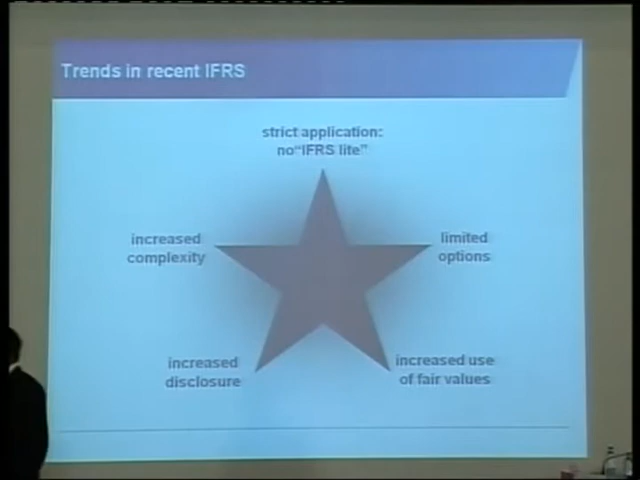 Trends in recent IFRS
strict application:
no"IFRS lite"
increased
complexity
limited
options
increased
disclosure
increased use
of fair values